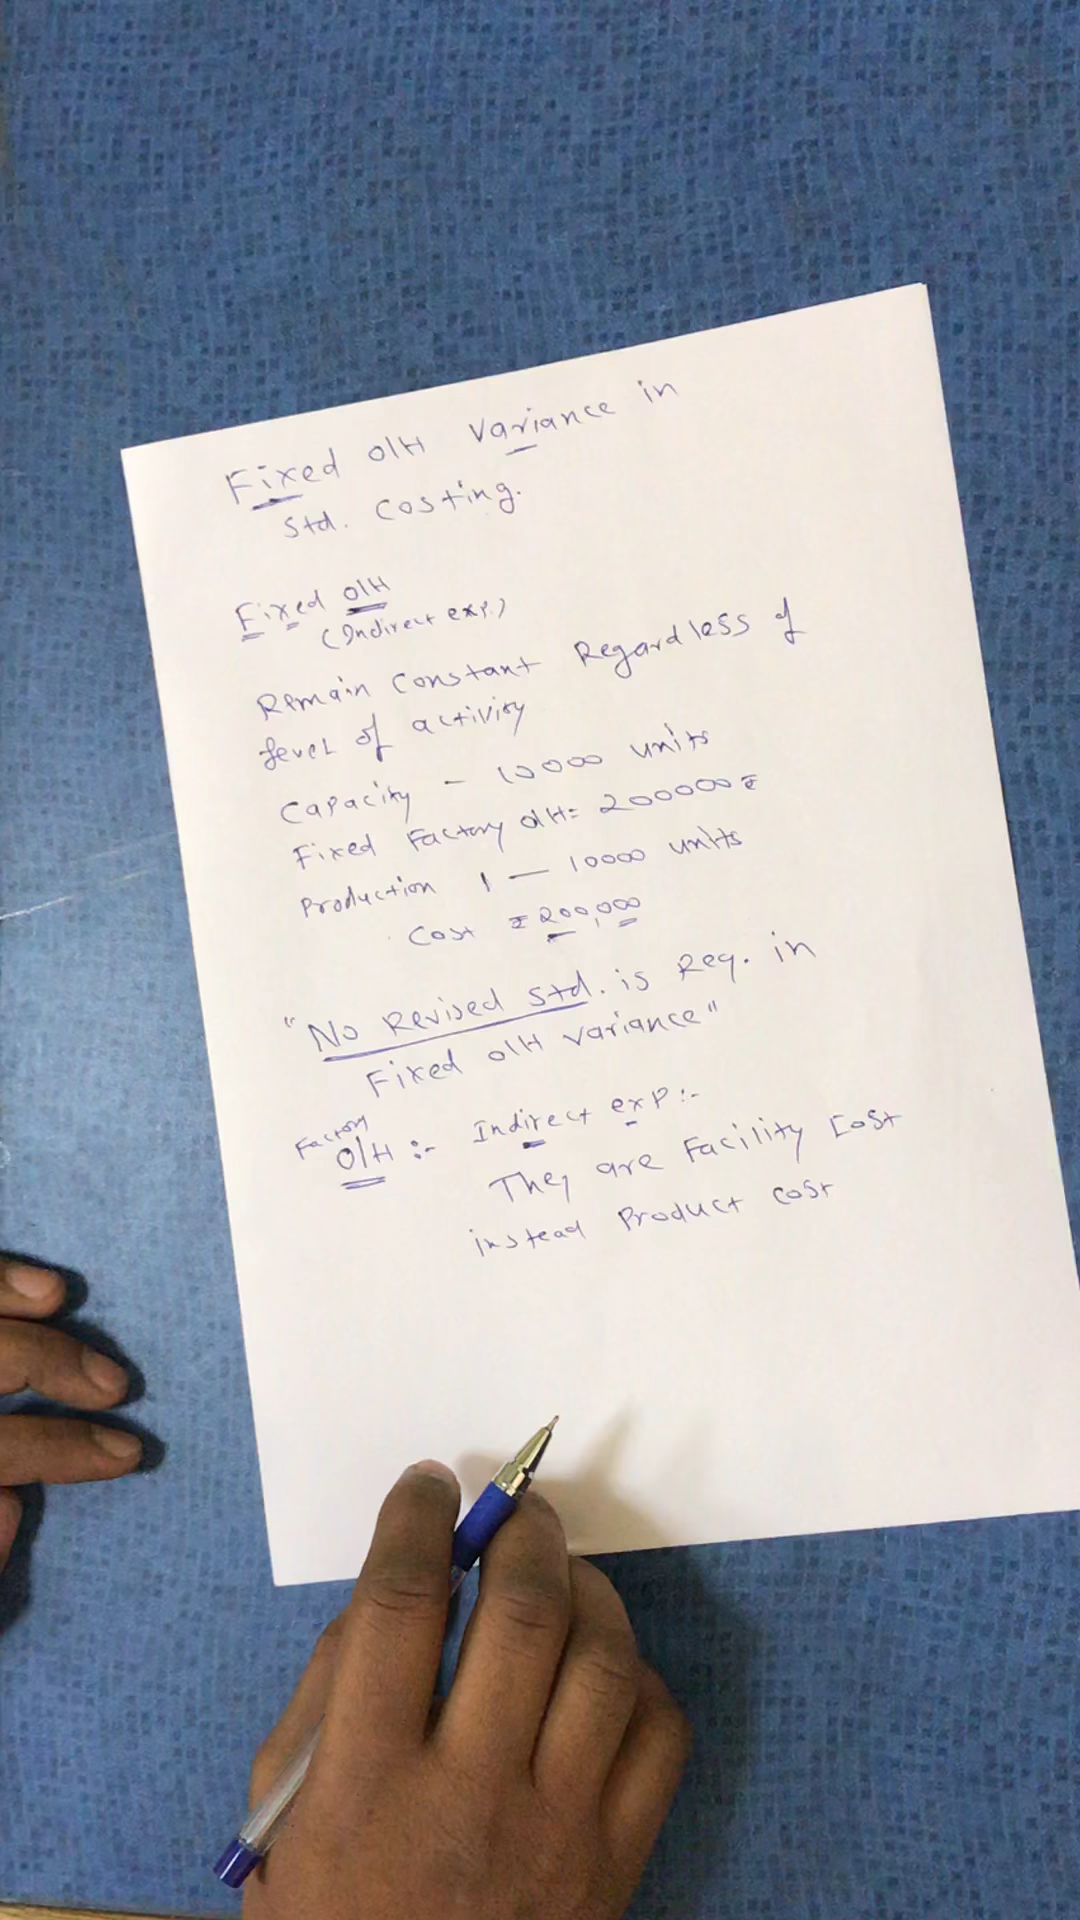 Fixed O/H Variance in
Std. Costing.
Fixed O/H
(Indirect exp.)
Remain Constant Regardless of
level of activity
Capacity - 10000 units
Fixed Factory O/H = 200000 ₹
Production 1 — 10000 units
Cost ₹ 200,000
"No Revised Std. is Req. in
Fixed O/H variance"
Factory
O/H :- Indirect exp :-
They are Facility Cost
instead Product Cost